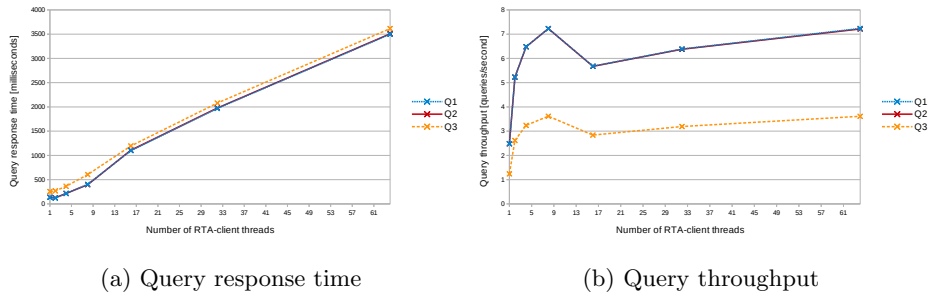 4000
3500
3000
2500
2000
1500
1000
500
0
Query response time [milliseconds]
1 5 9 13 17 21 25 29 33 37 41 45 49 53 57 61
Number of RTA-client threads
Q1
Q2
Q3
(a) Query response time
8
7
6
5
4
3
2
1
0
Query throughput [queries/second]
1 5 9 13 17 21 25 29 33 37 41 45 49 53 57 61
Number of RTA-client threads
Q1
Q2
Q3
(b) Query throughput